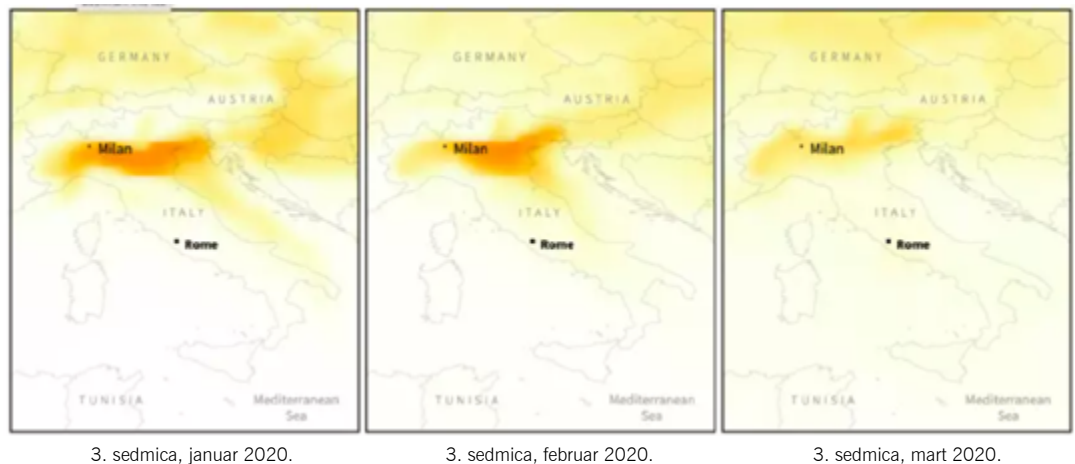 GERMANY
AUSTRIA
Milan
ITALY
Rome
TUNISIA
Mediterranean
Sea
3. sedmica, januar 2020.
GERMANY
AUSTRIA
Milan
ITALY
Rome
TUNISIA
Mediterranean
Sea
3. sedmica, februar 2020.
GERMANY
AUSTRIA
Milan
ITALY
Rome
TUNISIA
Mediterranean
Sea
3. sedmica, mart 2020.